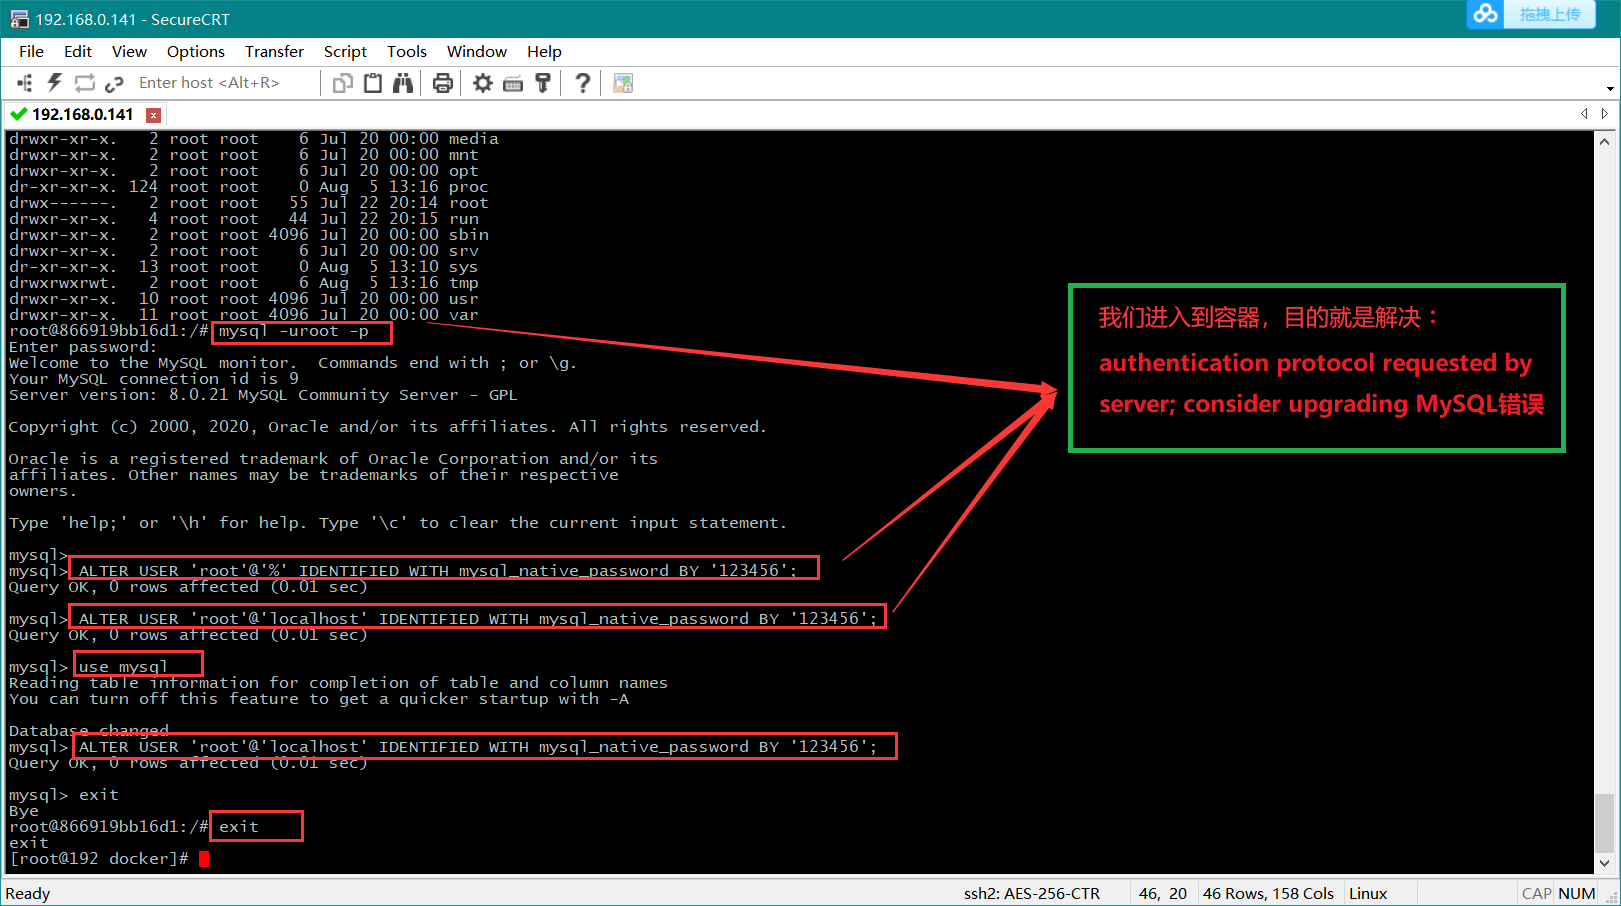 192.168.0.141 - SecureCRT
拖拽上传
File Edit View Options Transfer Script Tools Window Help
Enter host <Alt+R>
192.168.0.141
drwxr-xr-x.   2 root root    6 Jul 20 00:00 media
drwxr-xr-x.   2 root root    6 Jul 20 00:00 mnt
drwxr-xr-x.   2 root root    6 Jul 20 00:00 opt
dr-xr-xr-x. 124 root root    0 Aug  5 13:16 proc
drwx------.   2 root root   55 Jul 22 20:14 root
drwxr-xr-x.   4 root root   44 Jul 22 20:15 run
drwxr-xr-x.   2 root root 4096 Jul 20 00:00 sbin
drwxr-xr-x.   2 root root    6 Jul 20 00:00 srv
dr-xr-xr-x.  13 root root    0 Aug  5 13:10 sys
drwxrwxrwt.   2 root root    6 Aug  5 13:16 tmp
drwxr-xr-x.  10 root root 4096 Jul 20 00:00 usr
drwxr-xr-x.  11 root root 4096 Jul 20 00:00 var
root@866919bb16d1:/# mysql -uroot -p
Enter password:
Welcome to the MySQL monitor.  Commands end with ; or \g.
Your MySQL connection id is 9
Server version: 8.0.21 MySQL Community Server - GPL
Copyright (c) 2000, 2020, Oracle and/or its affiliates. All rights reserved.
Oracle is a registered trademark of Oracle Corporation and/or its
affiliates. Other names may be trademarks of their respective
owners.
Type 'help;' or '\h' for help. Type '\c' to clear the current input statement.
mysql>
mysql> ALTER USER 'root'@'%' IDENTIFIED WITH mysql_native_password BY '123456';
Query OK, 0 rows affected (0.01 sec)
mysql> ALTER USER 'root'@'localhost' IDENTIFIED WITH mysql_native_password BY '123456';
Query OK, 0 rows affected (0.01 sec)
mysql> use mysql
Reading table information for completion of table and column names
You can turn off this feature to get a quicker startup with -A
Database changed
mysql> ALTER USER 'root'@'localhost' IDENTIFIED WITH mysql_native_password BY '123456';
Query OK, 0 rows affected (0.01 sec)
mysql> exit
Bye
root@866919bb16d1:/# exit
exit
[root@192 docker]#
我们进入到容器，目的就是解决：
authentication protocol requested by
server; consider upgrading MySQL错误
Ready ssh2: AES-256-CTR 46, 20 46 Rows, 158 Cols Linux CAP NUM